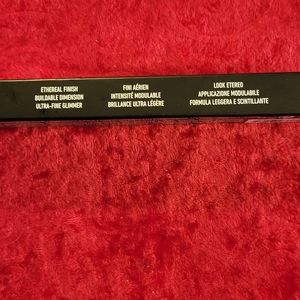 ETHEREAL FINISH
BUILDABLE DIMENSION
ULTRA-FINE GLIMMER
FINI AÉRIEN
INTENSITÉ MODULABLE
BRILLANCE ULTRA LÉGÈRE
LOOK ETEREO
APPLICAZIONE MODULABILE
FORMULA LEGGERA E SCINTILLANTE